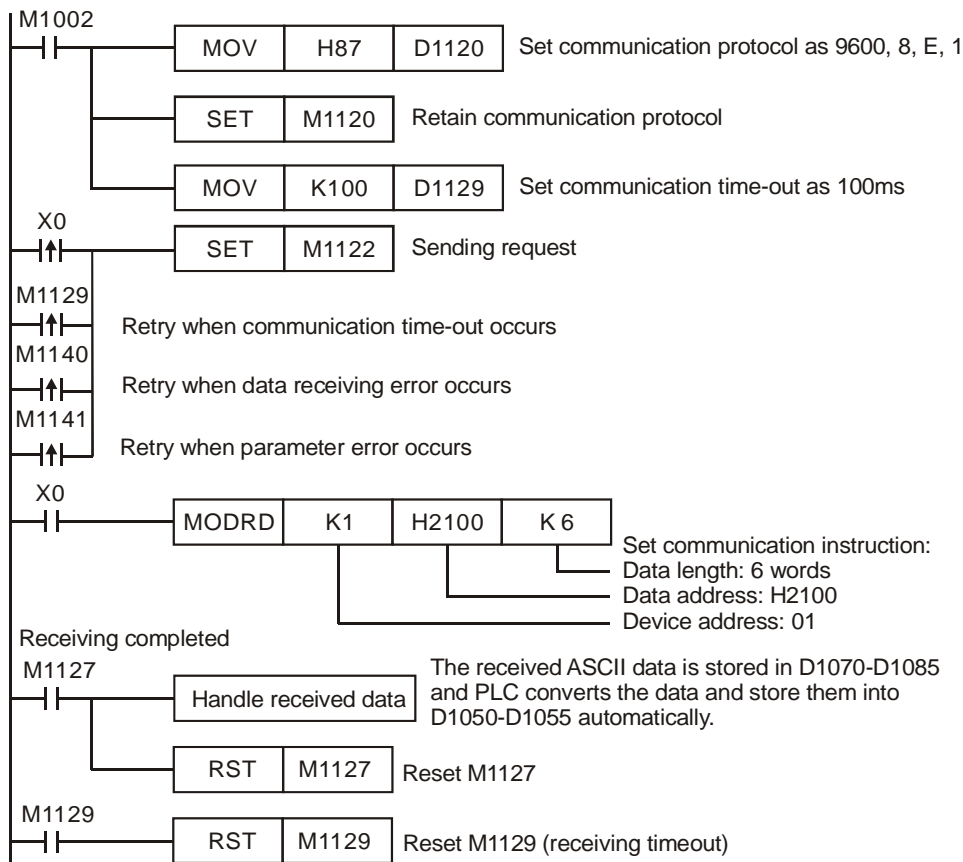 M1002
MOV H87 D1120 Set communication protocol as 9600, 8, E, 1
SET M1120 Retain communication protocol
MOV K100 D1129 Set communication time-out as 100ms
X0
SET M1122 Sending request
M1129
Retry when communication time-out occurs
M1140
Retry when data receiving error occurs
M1141
Retry when parameter error occurs
X0
MODRD K1 H2100 K 6
Set communication instruction:
Data length: 6 words
Data address: H2100
Device address: 01
Receiving completed
M1127
Handle received data
The received ASCII data is stored in D1070-D1085
and PLC converts the data and store them into
D1050-D1055 automatically.
RST M1127 Reset M1127
M1129
RST M1129 Reset M1129 (receiving timeout)